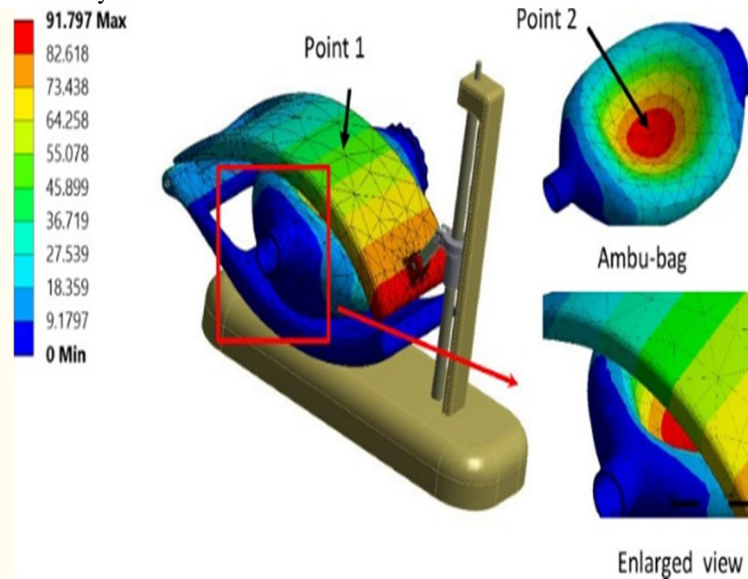 91.797 Max
82.618
73.438
64.258
55.078
45.899
36.719
27.539
18.359
9.1797
0 Min
Point 1
Point 2
Ambu-bag
Enlarged view